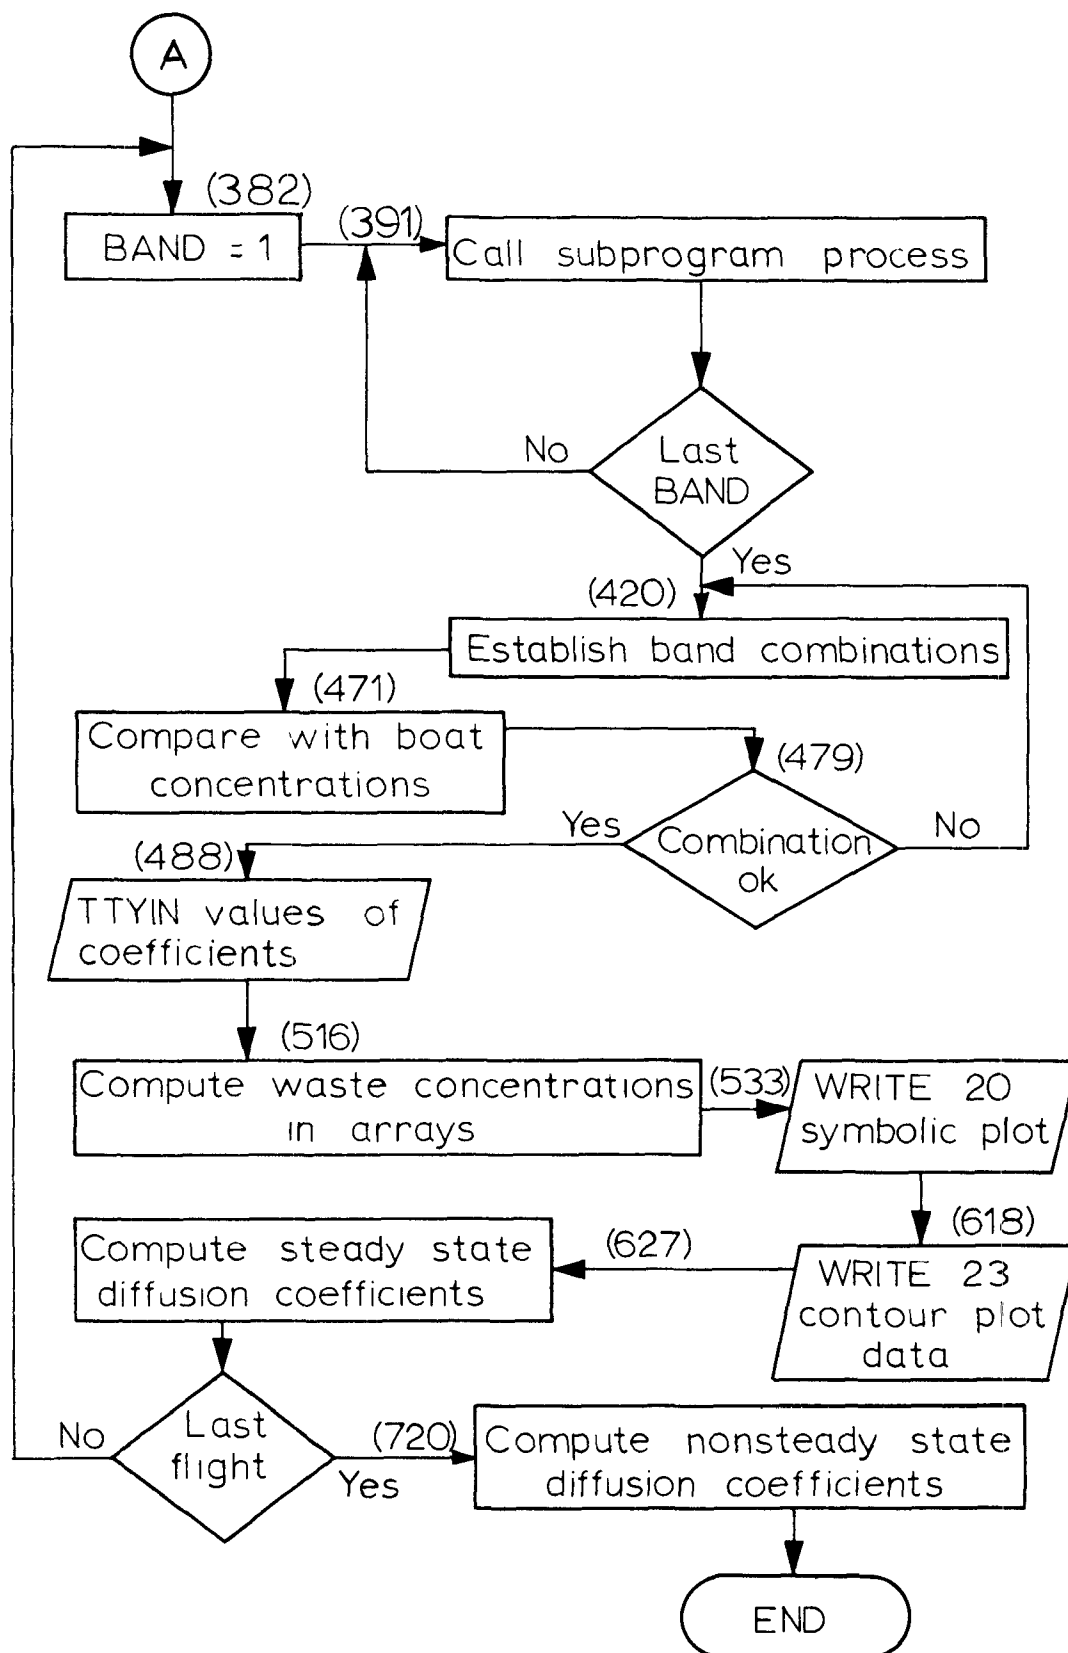 A
(382)
BAND = 1
(391)
Call subprogram process
No
Last
BAND
Yes
(420)
Establish band combinations
(471)
Compare with boat
concentrations
(479)
Yes
Combination
ok
No
(488)
TTYIN values of
coefficients
(516)
Compute waste concentrations
in arrays
(533)
WRITE 20
symbolic plot
(618)
WRITE 23
contour plot
data
(627)
Compute steady state
diffusion coefficients
No
Last
flight
Yes
(720)
Compute nonsteady state
diffusion coefficients
END